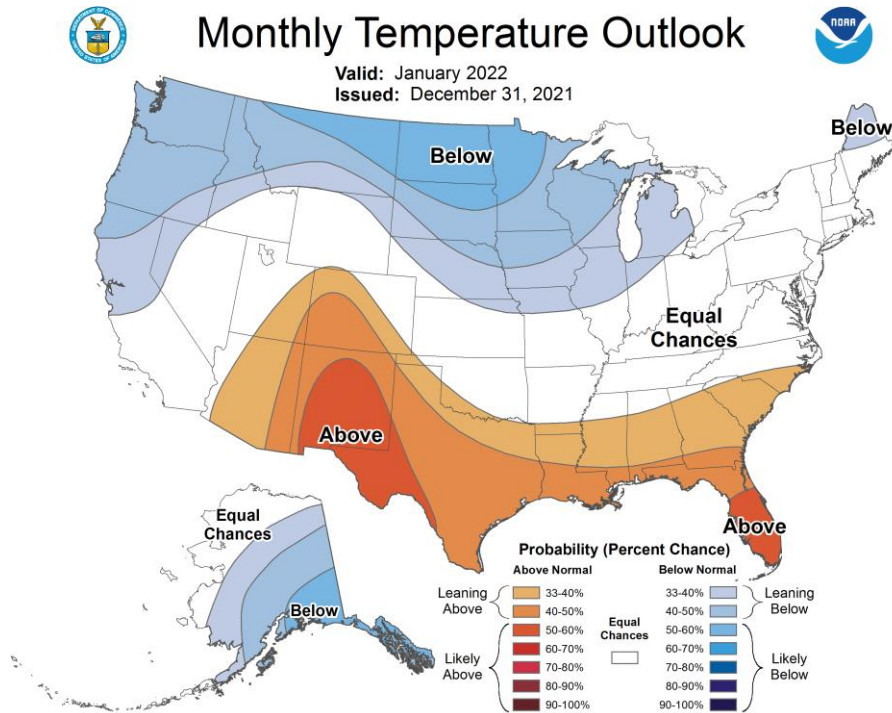 Monthly Temperature Outlook
Valid: January 2022
Issued: December 31, 2021
NOAA
Below
Below
Equal
Chances
Above
Above
Equal
Chances
Below
Probability (Percent Chance)
Above Normal
Below Normal
Leaning
Above
33-40%
40-50%
Likely
Above
50-60%
60-70%
70-80%
80-90%
90-100%
Equal
Chances
33-40%
40-50%
Leaning
Below
50-60%
60-70%
70-80%
80-90%
90-100%
Likely
Below